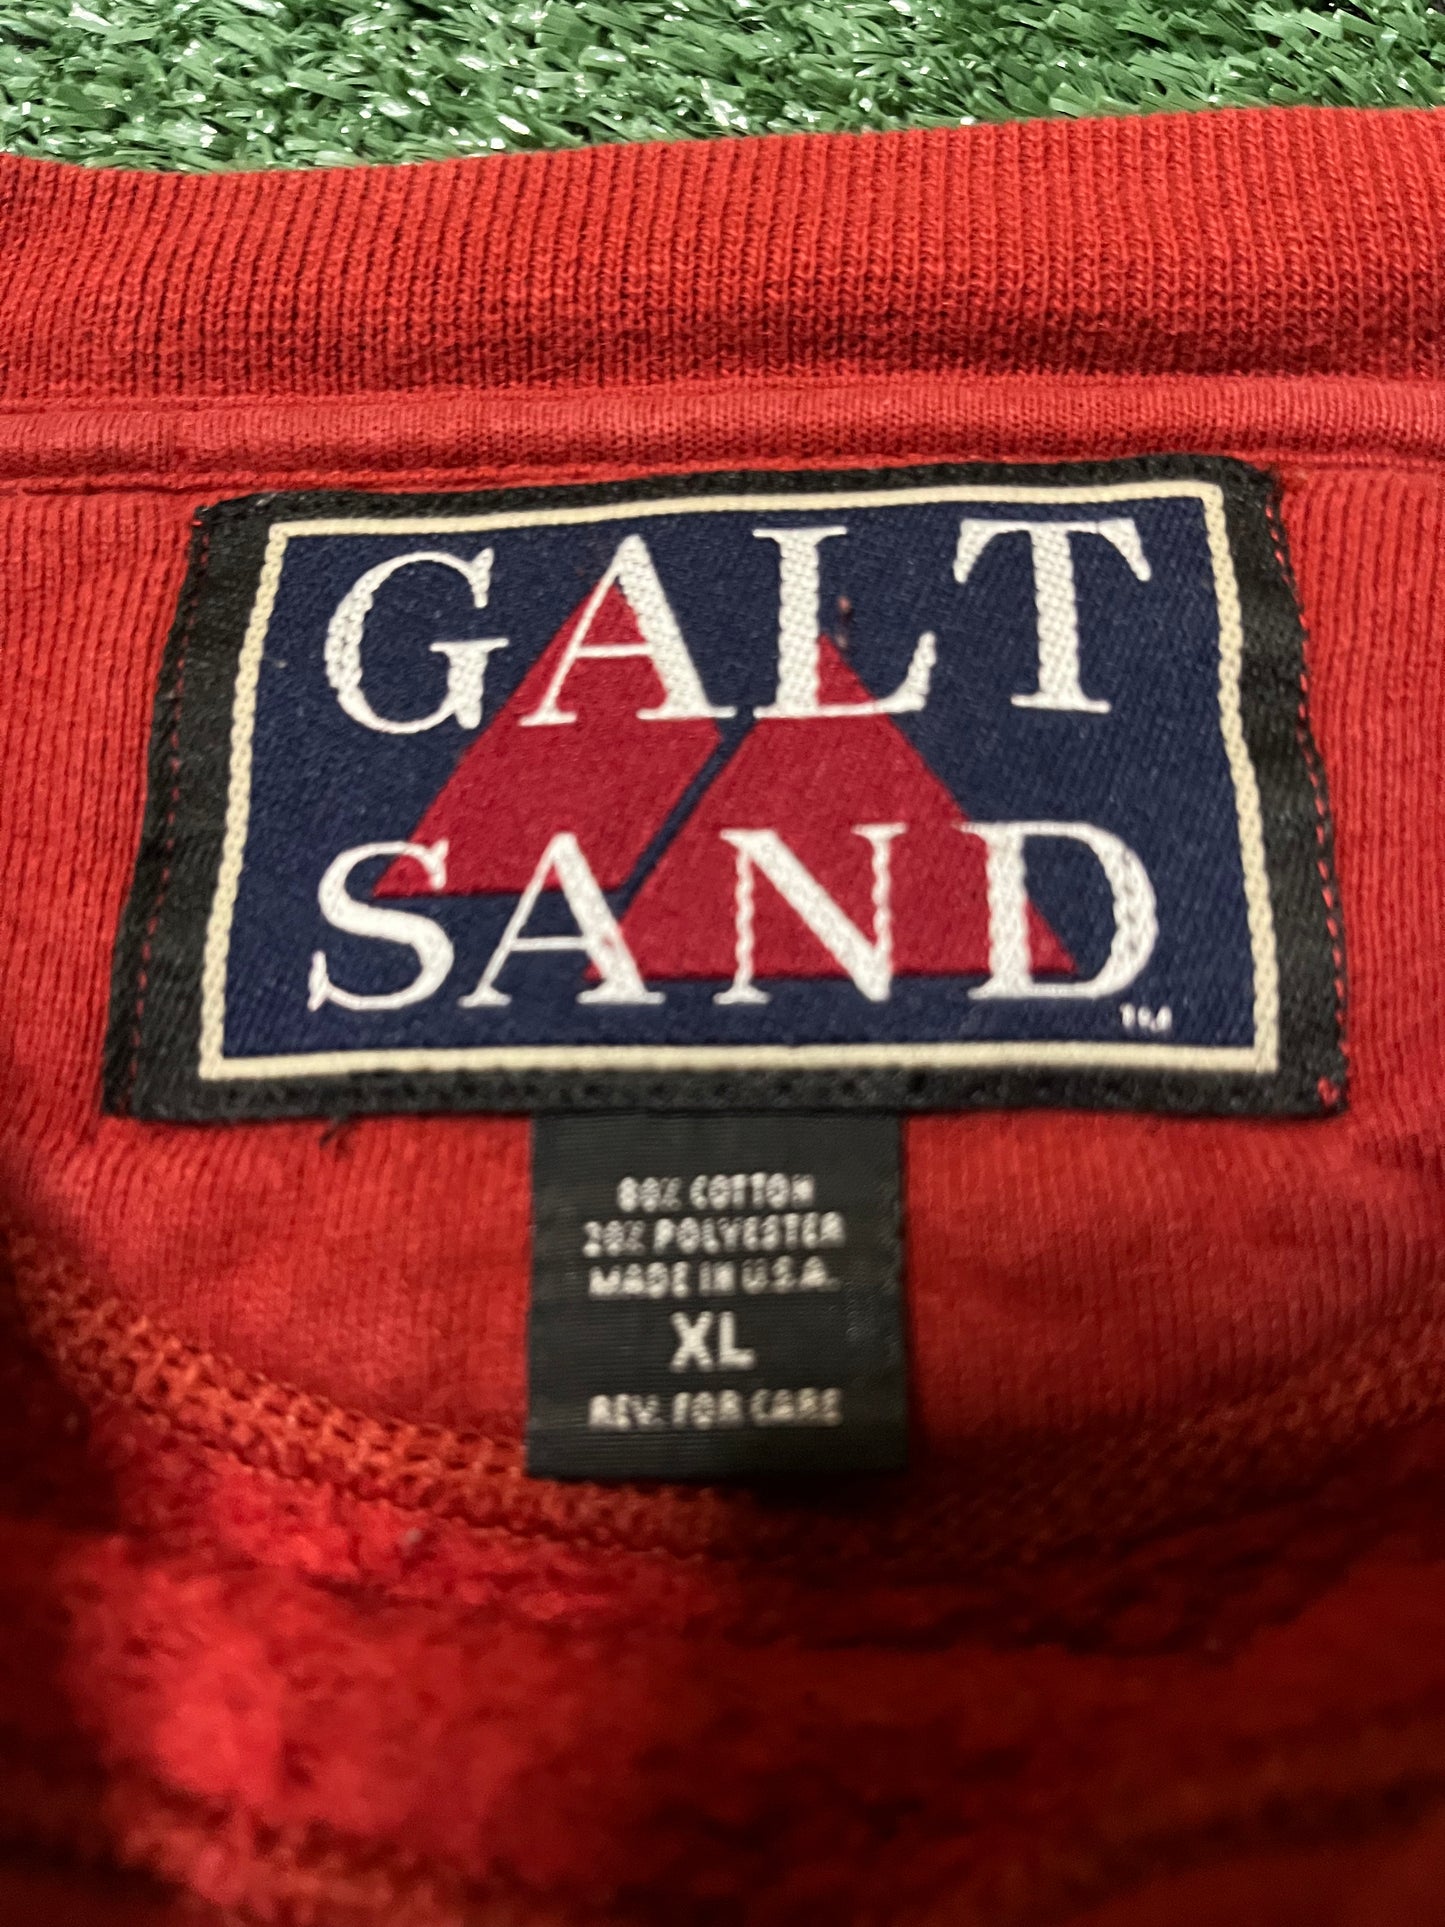 GALT
SAND
TM
80% COTTON
20% POLYESTER
MADE IN U.S.A.
XL
REV. FOR CARE